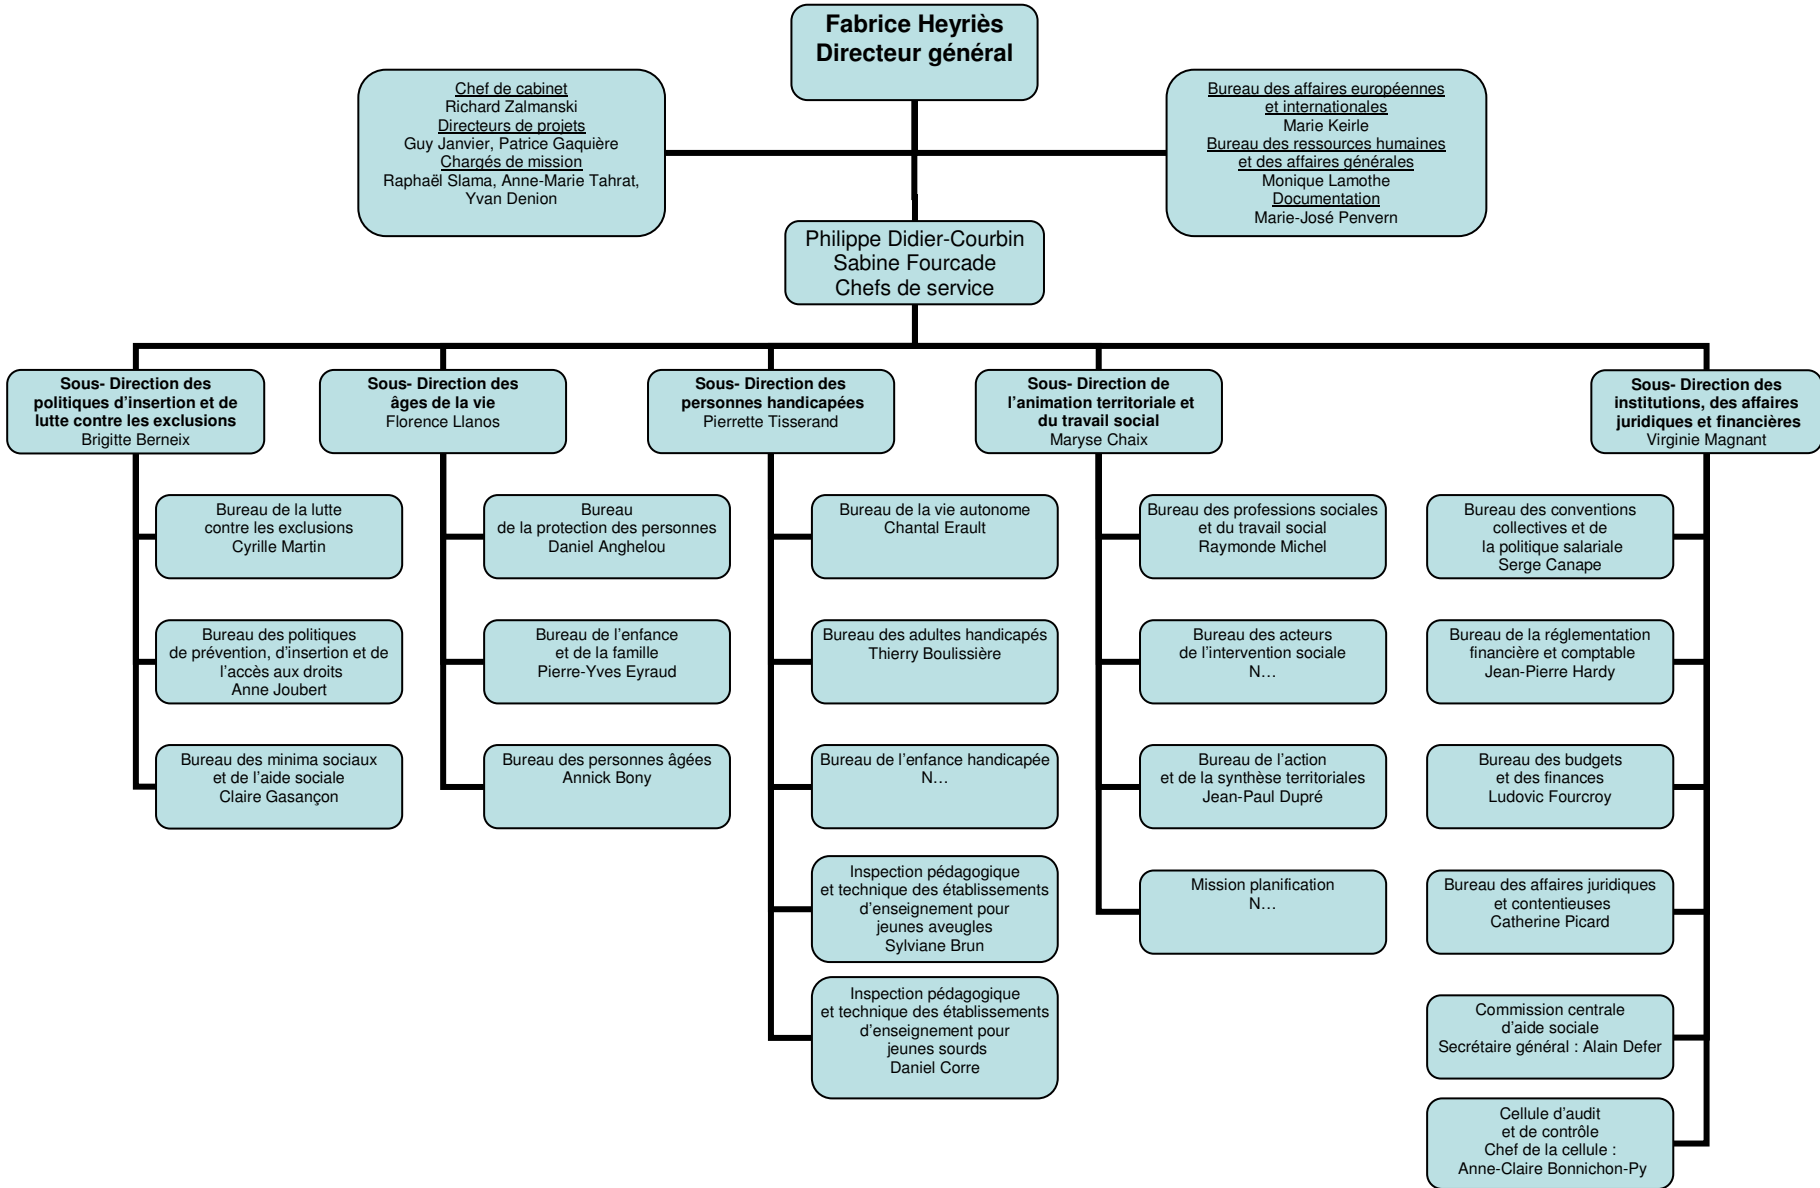 Fabrice Heyriès
Directeur général
Chef de cabinet
Richard Zalmanski
Directeurs de projets
Guy Janvier, Patrice Gaquière
Chargés de mission
Raphaël Slama, Anne-Marie Tahrat,
Yvan Denion
Bureau des affaires européennes
et internationales
Marie Keirle
Bureau des ressources humaines
et des affaires générales
Monique Lamothe
Documentation
Marie-José Penvern
Philippe Didier-Courbin
Sabine Fourcade
Chefs de service
Sous- Direction des
politiques d’insertion et de
lutte contre les exclusions
Brigitte Berneix
Bureau de la lutte
contre les exclusions
Cyrille Martin
Bureau des politiques
de prévention, d’insertion et de
l’accès aux droits
Anne Joubert
Bureau des minima sociaux
et de l’aide sociale
Claire Gasançon
Sous- Direction des
âges de la vie
Florence Llanos
Bureau
de la protection des personnes
Daniel Anghelou
Bureau de l’enfance
et de la famille
Pierre-Yves Eyraud
Bureau des personnes âgées
Annick Bony
Sous- Direction des
personnes handicapées
Pierrette Tisserand
Bureau de la vie autonome
Chantal Erault
Bureau des adultes handicapés
Thierry Boulissière
Bureau de l’enfance handicapée
N…
Inspection pédagogique
et technique des établissements
d’enseignement pour
jeunes aveugles
Sylviane Brun
Inspection pédagogique
et technique des établissements
d’enseignement pour
jeunes sourds
Daniel Corre
Sous- Direction de
l’animation territoriale et
du travail social
Maryse Chaix
Bureau des professions sociales
et du travail social
Raymonde Michel
Bureau des acteurs
de l’intervention sociale
N…
Bureau de l’action
et de la synthèse territoriales
Jean-Paul Dupré
Mission planification
N…
Sous- Direction des
institutions, des affaires
juridiques et financières
Virginie Magnant
Bureau des conventions
collectives et de
la politique salariale
Serge Canape
Bureau de la réglementation
financière et comptable
Jean-Pierre Hardy
Bureau des budgets
et des finances
Ludovic Fourcroy
Bureau des affaires juridiques
et contentieuses
Catherine Picard
Commission centrale
d’aide sociale
Secrétaire général : Alain Defer
Cellule d’audit
et de contrôle
Chef de la cellule :
Anne-Claire Bonnichon-Py